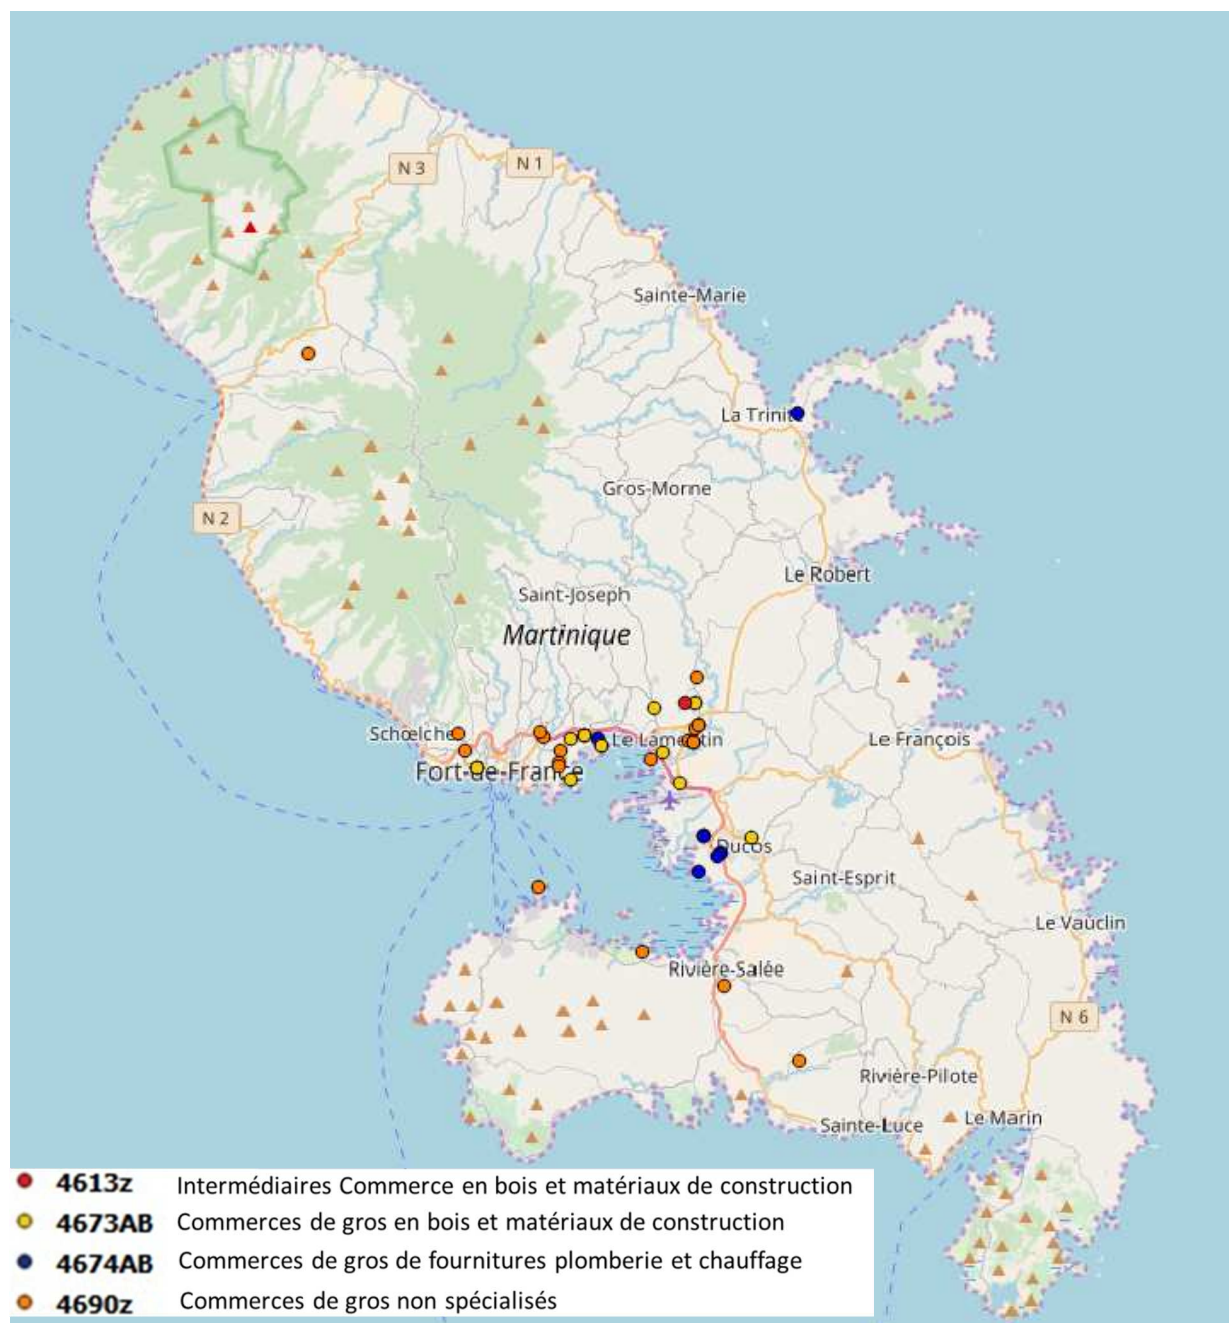 N 3
N 1
Sainte-Marie
La Trinité
Gros-Morne
N 2
Le Robert
Saint-Joseph
Martinique
Schœlcher
Le Lamentin
Le François
Fort-de-France
Ducos
Saint-Esprit
Le Vauclin
Rivière-Salée
N 6
Rivière-Pilote
Sainte-Luce
Le Marin
4613z Intermédiaires Commerce en bois et matériaux de construction
4673AB Commerces de gros en bois et matériaux de construction
4674AB Commerces de gros de fournitures plomberie et chauffage
4690z Commerces de gros non spécialisés